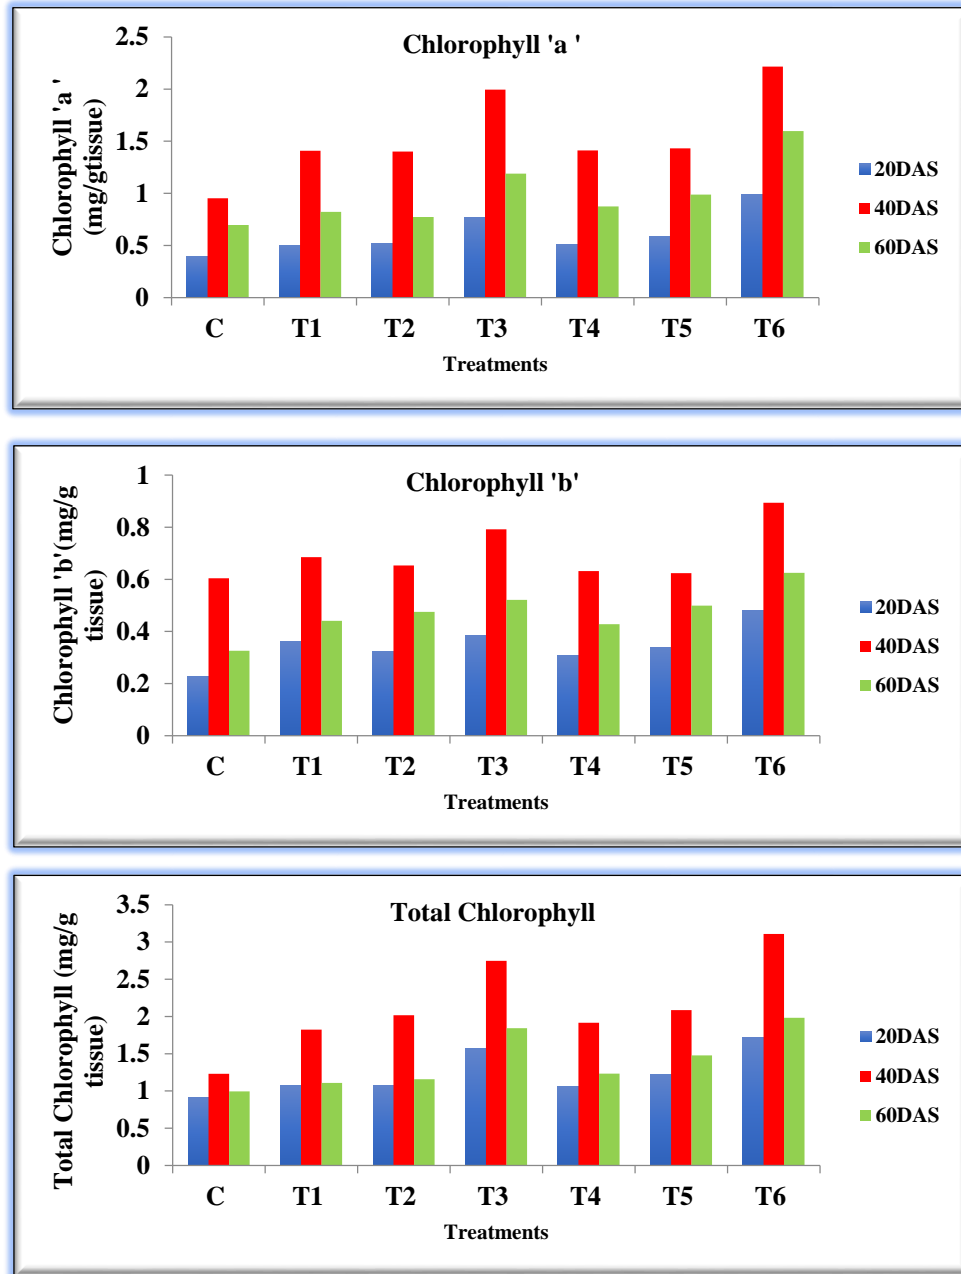 Chlorophyll 'a '
2.5
2
1.5
1
0.5
0
Chlorophyll 'a '
(mg/gtissue)
C T1 T2 T3 T4 T5 T6
Treatments
20DAS
40DAS
60DAS
Chlorophyll 'b'
1
0.8
0.6
0.4
0.2
0
Chlorophyll 'b'(mg/g
tissue)
C T1 T2 T3 T4 T5 T6
Treatments
20DAS
40DAS
60DAS
Total Chlorophyll
3.5
3
2.5
2
1.5
1
0.5
0
Total Chlorophyll (mg/g
tissue)
C T1 T2 T3 T4 T5 T6
Treatments
20DAS
40DAS
60DAS